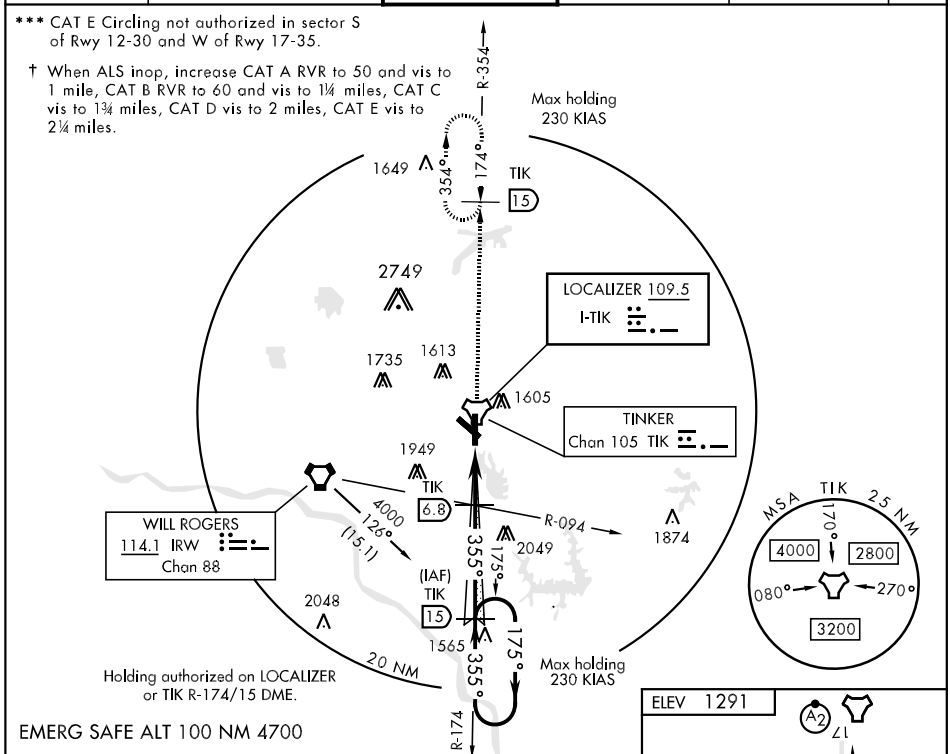 *** CAT E Circling not authorized in sector S
of Rwy 12-30 and W of Rwy 17-35.
† When ALS inop, increase CAT A RVR to 50 and vis to
1 mile, CAT B RVR to 60 and vis to 1¼ miles, CAT C
vis to 1¾ miles, CAT D vis to 2 miles, CAT E vis to
2¼ miles.
R-354
Max holding
230 KIAS
1649
354°
174°
TIK
15
2749
LOCALIZER 109.5
I-TIK
1735
1613
1605
TINKER
Chan 105 TIK
1949
TIK
6.8
4000
126°
(15.1)
WILL ROGERS
114.1 IRW
Chan 88
R-094
1874
2049
355°
175°
(IAF)
TIK
15
2048
1565
355°
175°
20 NM
Max holding
230 KIAS
Holding authorized on LOCALIZER
or TIK R-174/15 DME.
R-174
EMERG SAFE ALT 100 NM 4700
MSA TIK 25 NM
170°
4000
2800
080°
270°
3200
ELEV 1291
A2
17